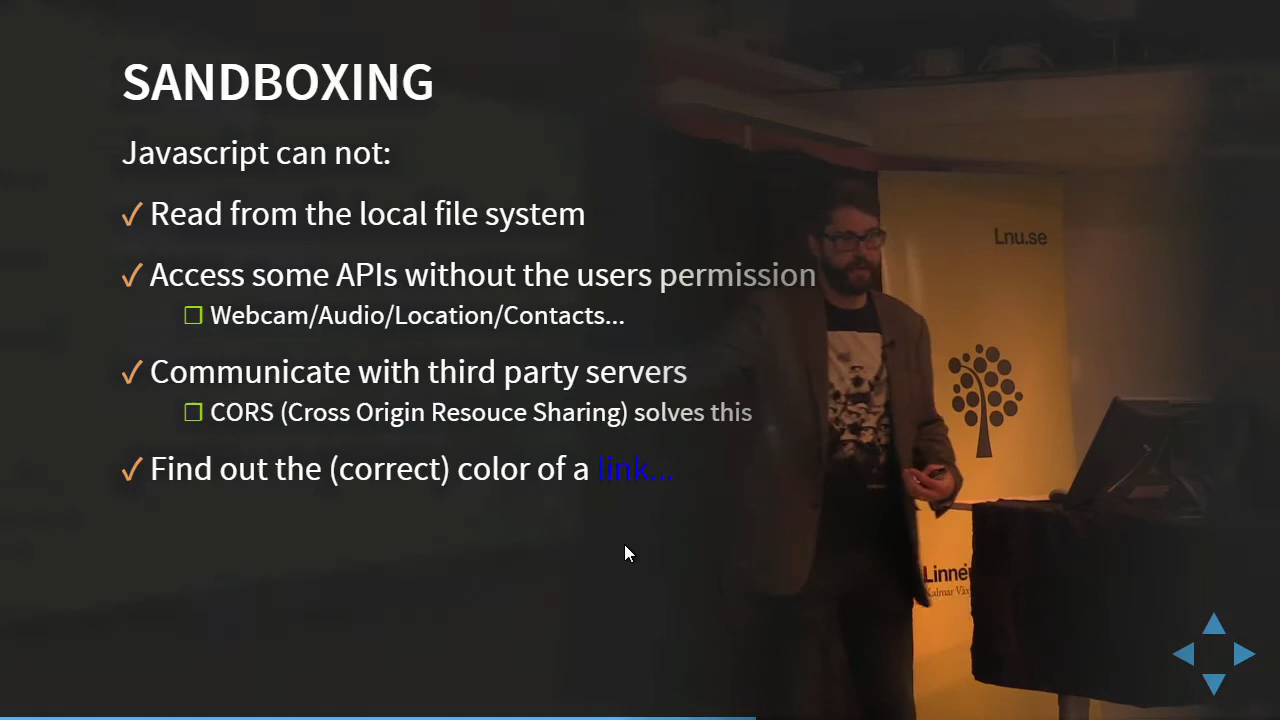 SANDBOXING
Javascript can not:
✓ Read from the local file system
✓ Access some APIs without the users permission
❒ Webcam/Audio/Location/Contacts...
✓ Communicate with third party servers
❒ CORS (Cross Origin Resouce Sharing) solves this
✓ Find out the (correct) color of a link...
Lnu.se
Linné
Kalmar Väx